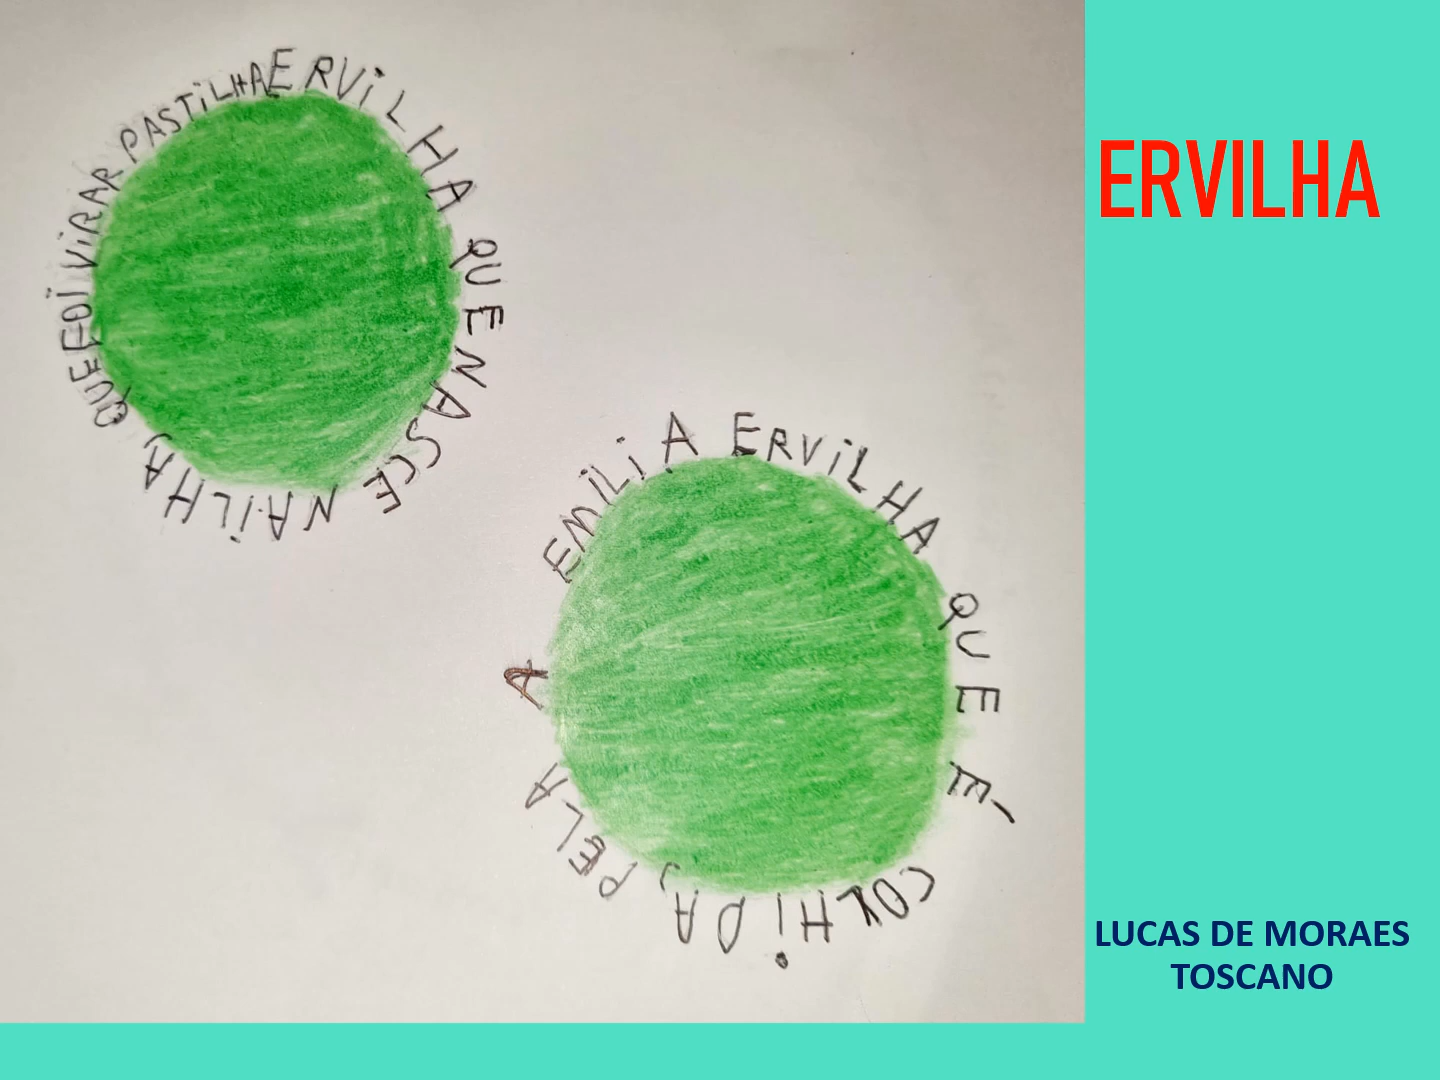 ERVILHA QUE NASCE NA iLHA, QUE FOi ViRAR PASTiLHA
ERViLHA QUE É COLHiDA, PELA A EMiLiA
ERVILHA
LUCAS DE MORAES
TOSCANO